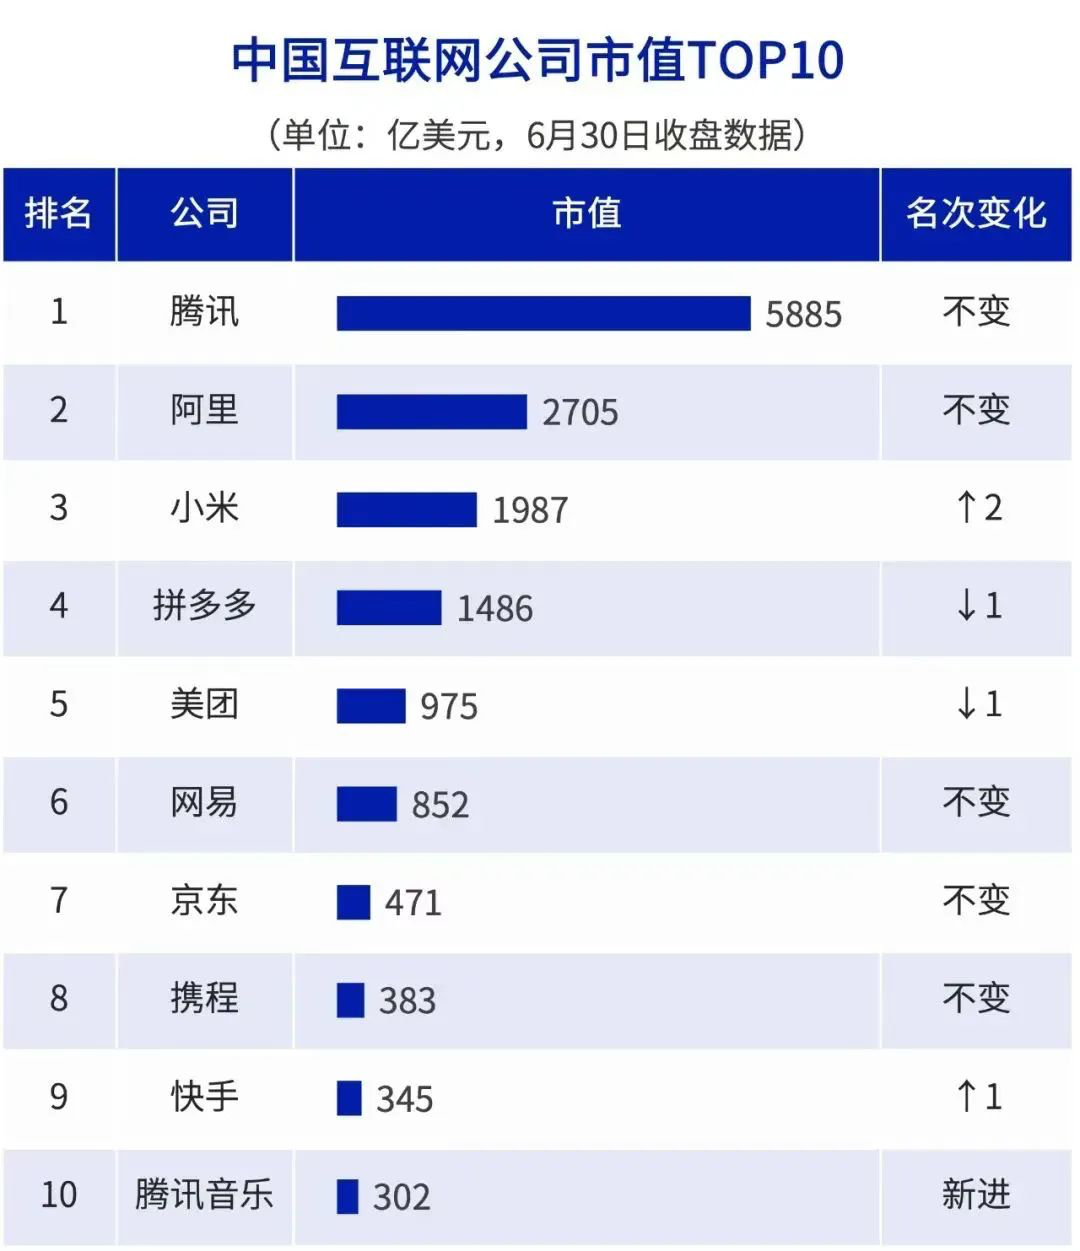 中国互联网公司市值TOP10
（单位：亿美元，6月30日收盘数据）
排名 公司 市值 名次变化
1 腾讯 5885 不变
2 阿里 2705 不变
3 小米 1987 ↑2
4 拼多多 1486 ↓1
5 美团 975 ↓1
6 网易 852 不变
7 京东 471 不变
8 携程 383 不变
9 快手 345 ↑1
10 腾讯音乐 302 新进